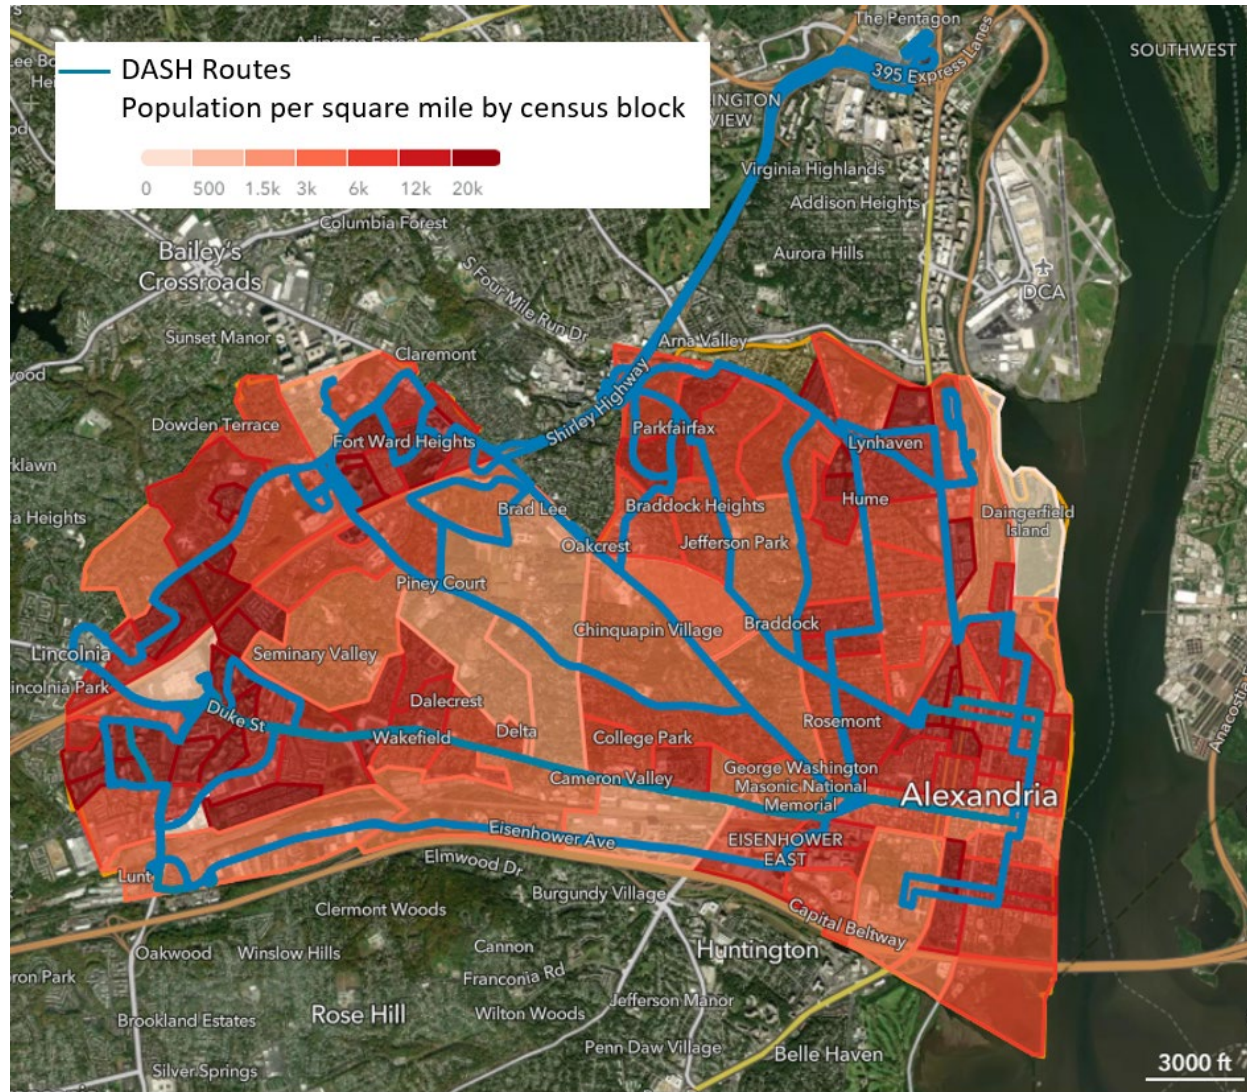 The Pentagon
SOUTHWEST
395 Express Lanes
DASH Routes
Population per square mile by census block
0 500 1.5k 3k 6k 12k 20k
VIEW
Virginia Highlands
Addison Heights
Columbia Forest
Bailey's
Crossroads
Aurora Hills
S Four Mile Run Dr
DCA
Sunset Manor
Arna Valley
Claremont
Shirley Highway
Dowden Terrace
Fort Ward Heights
Parkfairfax
Lynhaven
Brad Lee
Braddock Heights
Hume
Daingerfield
Island
Oakcrest
Jefferson Park
Piney Court
Chinquapin Village
Braddock
Lincolnia
Seminary Valley
Dalecrest
Duke St
Wakefield
Delta
College Park
Rosemont
Cameron Valley
George Washington
Masonic National
Memorial
Alexandria
Eisenhower Ave
EISENHOWER
EAST
Elmwood Dr
Burgundy Village
Clermont Woods
Capital Beltway
Oakwood
Winslow Hills
Cannon
Huntington
Franconia Rd
Jefferson Manor
Brookland Estates
Rose Hill
Wilton Woods
Penn Daw Village
Belle Haven
Silver Springs
3000 ft